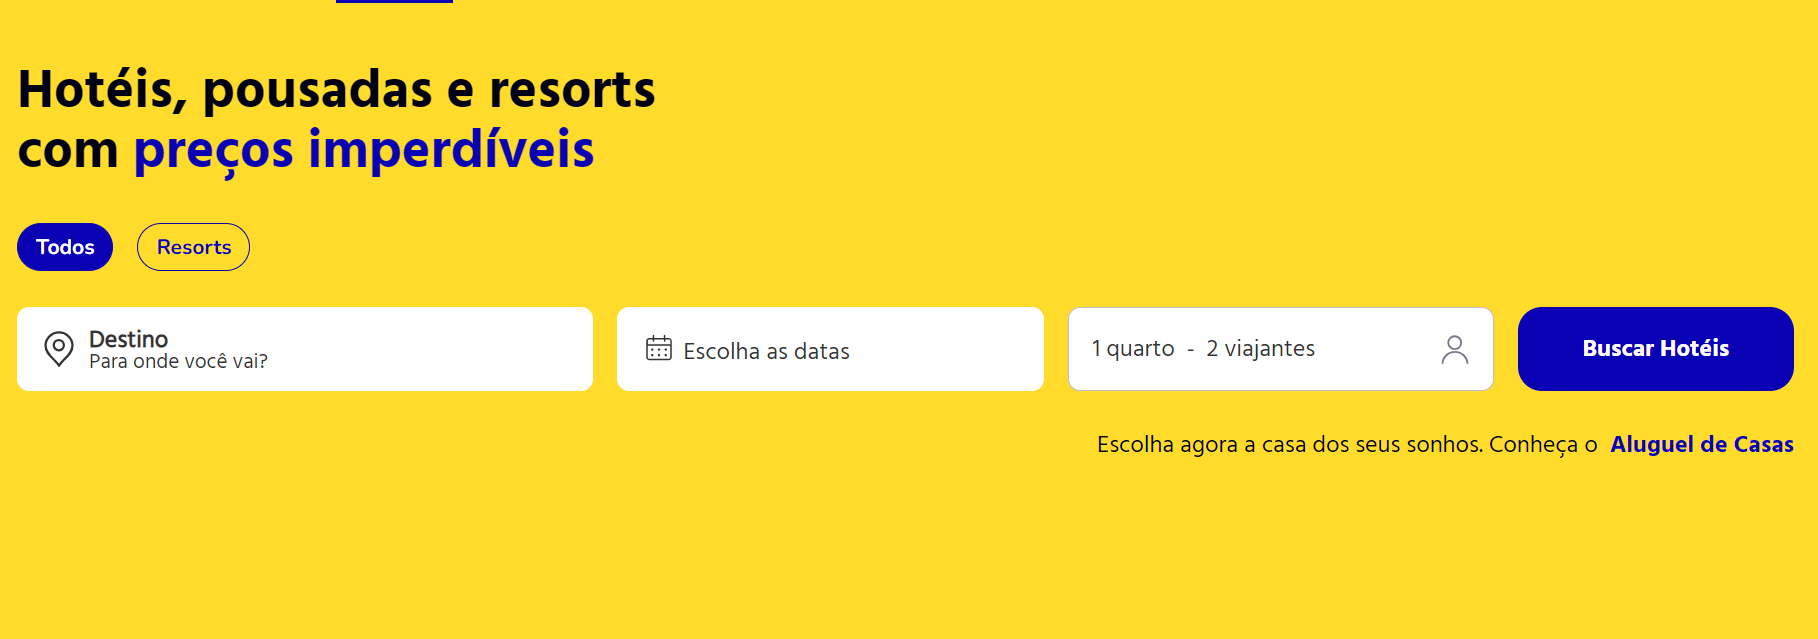 Hotéis, pousadas e resorts
com preços imperdíveis
Todos
Resorts
Destino
Para onde você vai?
Escolha as datas
1 quarto - 2 viajantes
Buscar Hotéis
Escolha agora a casa dos seus sonhos. Conheça o Aluguel de Casas